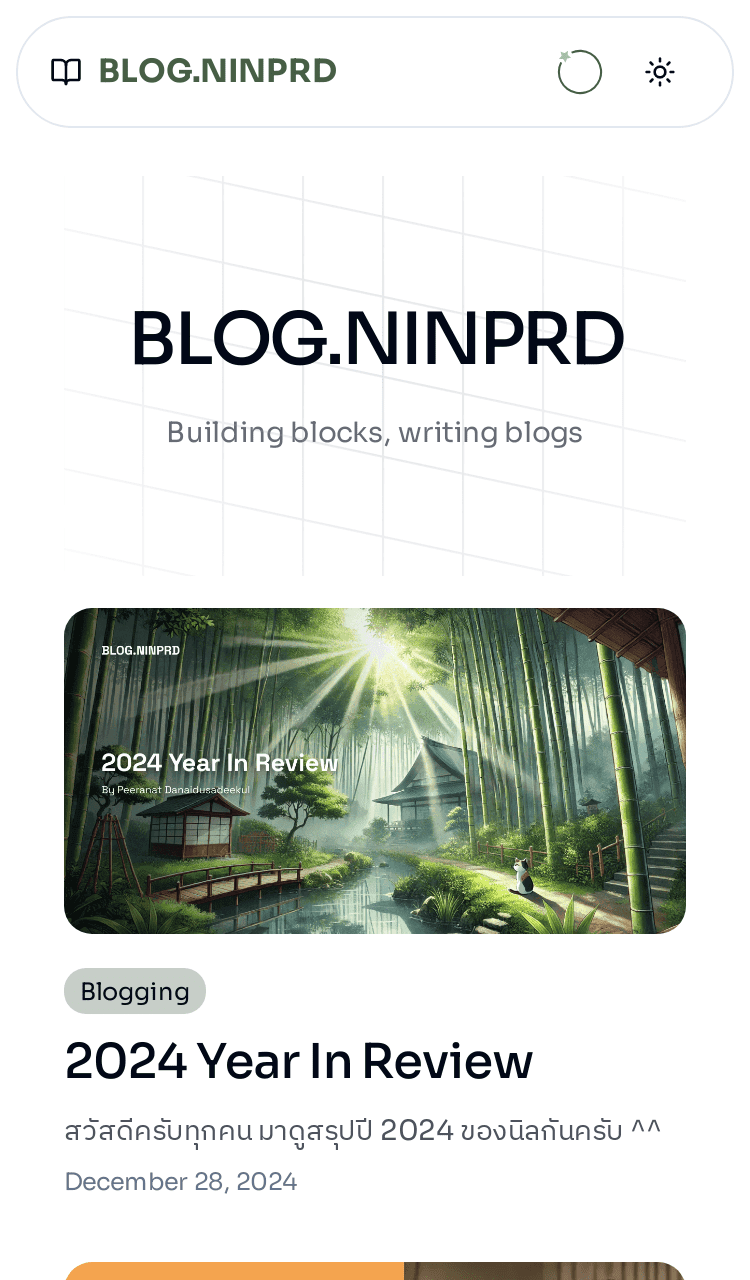 BLOG.NINPRD
BLOG.NINPRD
Building blocks, writing blogs
BLOG.NINPRD
2024 Year In Review
By Peeranat Danaidusadeekul
Blogging
2024 Year In Review
สวัสดีครับทุกคน มาดูสรุปปี 2024 ของนิลกันครับ ^^
December 28, 2024